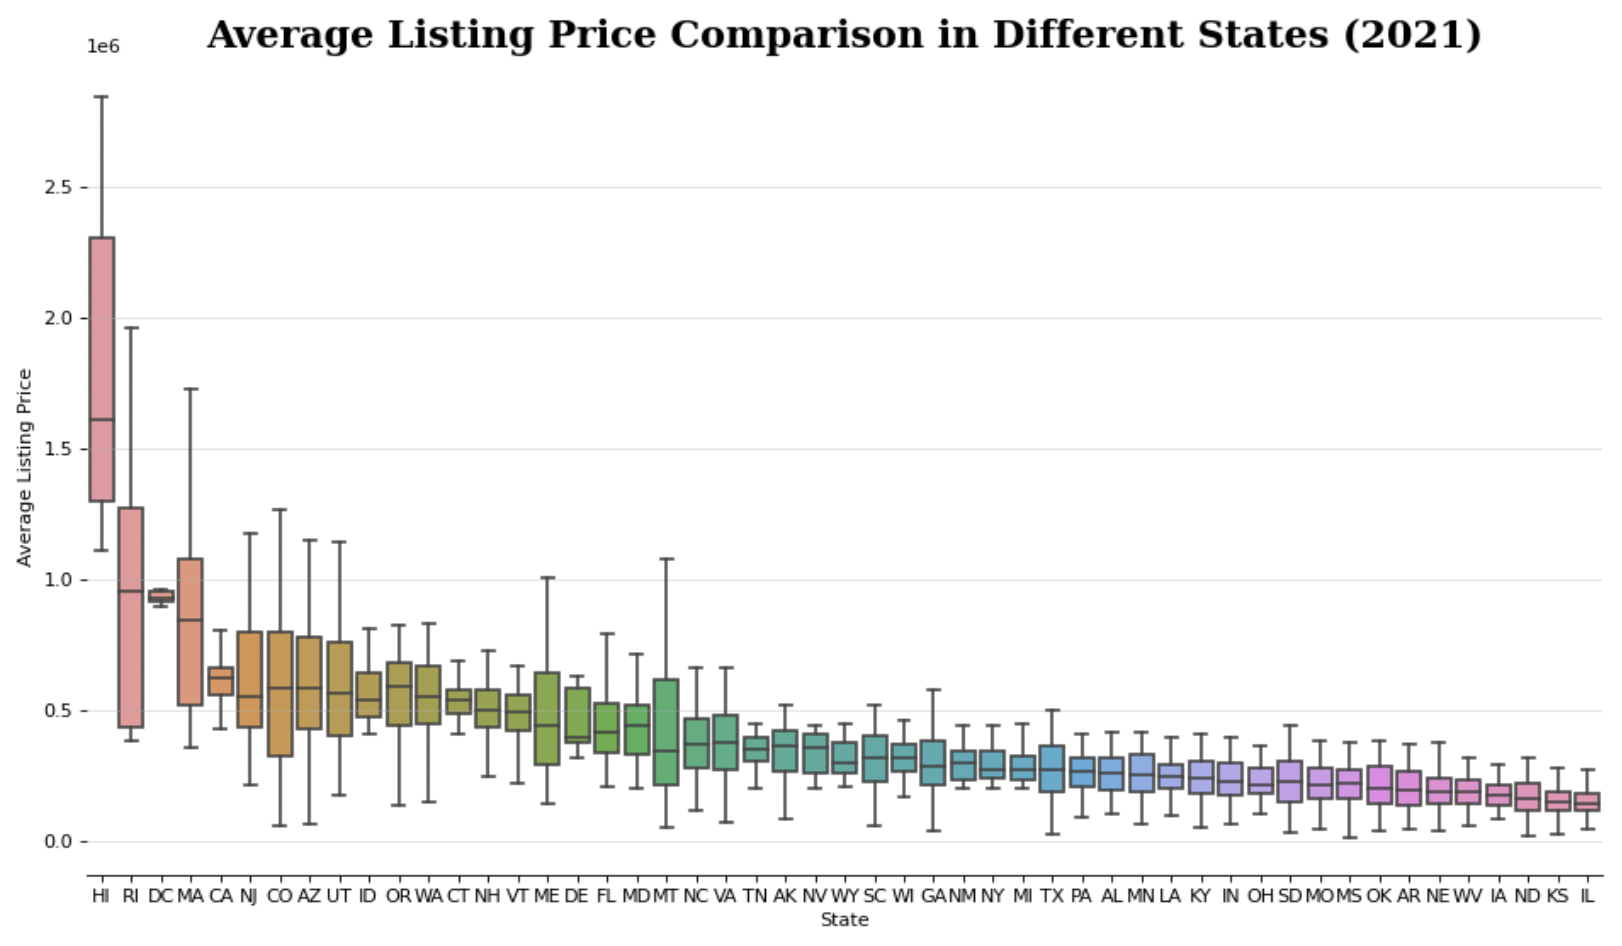 Average Listing Price Comparison in Different States (2021)
1e6
2.5
2.0
1.5
1.0
0.5
0.0
Average Listing Price
HI RI DC MA CA NJ CO AZ UT ID OR WA CT NH VT ME DE FL MD MT NC VA TN AK NV WY SC WI GA NM NY MI TX PA AL MN LA KY IN OH SD MO MS OK AR NE WV IA ND KS IL
State